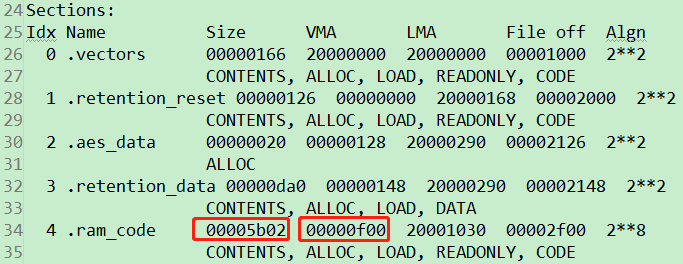 24 Sections:
25 Idx Name Size VMA LMA File off Algn
26 0 .vectors 00000166 20000000 20000000 00001000 2**2
27 CONTENTS, ALLOC, LOAD, READONLY, CODE
28 1 .retention_reset 00000126 00000000 20000168 00002000 2**2
29 CONTENTS, ALLOC, LOAD, READONLY, CODE
30 2 .aes_data 00000020 00000128 20000290 00002126 2**2
31 ALLOC
32 3 .retention_data 00000da0 00000148 20000290 00002148 2**2
33 CONTENTS, ALLOC, LOAD, DATA
34 4 .ram_code 00005b02 00000f00 20001030 00002f00 2**8
35 CONTENTS, ALLOC, LOAD, READONLY, CODE